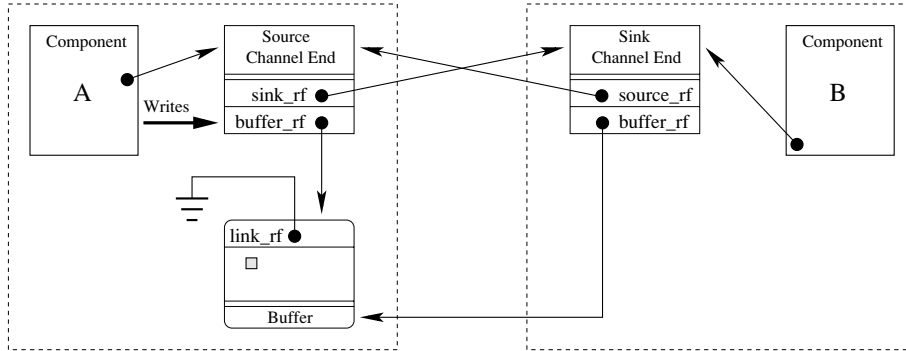 Component
A
Writes
Source
Channel End
sink_rf
buffer_rf
link_rf
Buffer
Sink
Channel End
source_rf
buffer_rf
Component
B